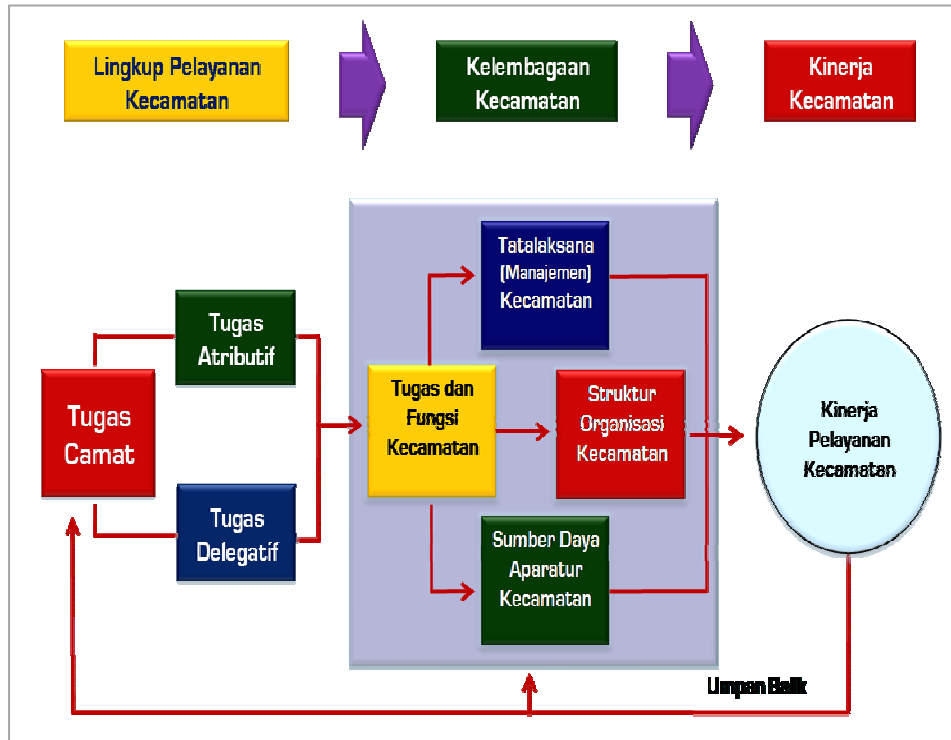 Lingkup Pelayanan
Kecamatan
Kelembagaan
Kecamatan
Kinerja
Kecamatan
Tatalaksana
(Manajemen)
Kecamatan
Tugas
Atributif
Tugas
Camat
Tugas dan
Fungsi
Kecamatan
Struktur
Organisasi
Kecamatan
Kinerja
Pelayanan
Kecamatan
Tugas
Delegatif
Sumber Daya
Aparatur
Kecamatan
Umpan Balik